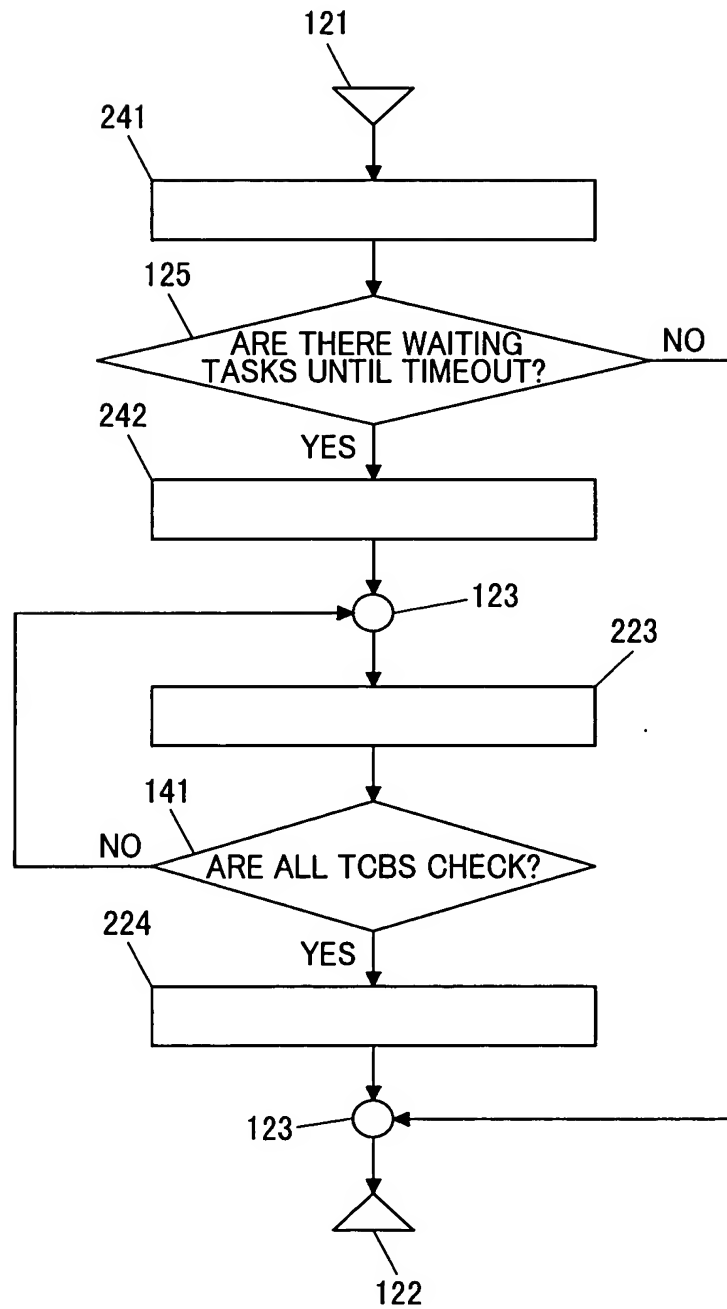 121
241
125
ARE THERE WAITING
TASKS UNTIL TIMEOUT?
NO
242
YES
123
223
141
NO
ARE ALL TCBS CHECK?
224
YES
123
122